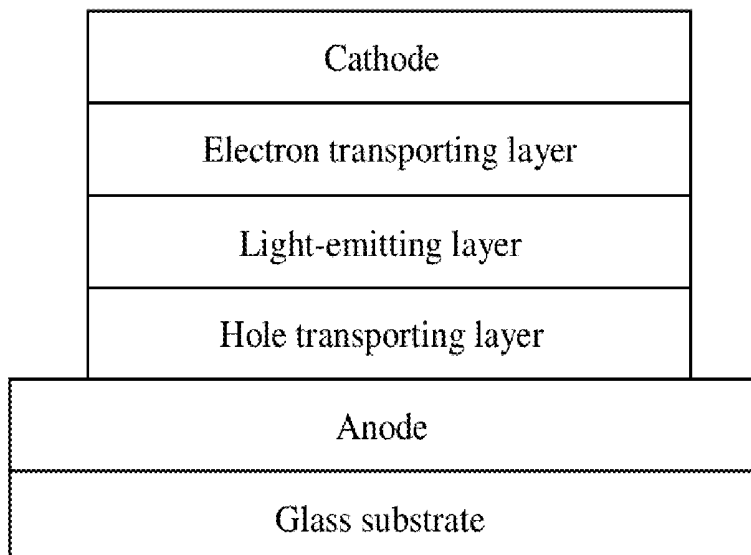 Cathode
Electron transporting layer
Light-emitting layer
Hole transporting layer
Anode
Glass substrate